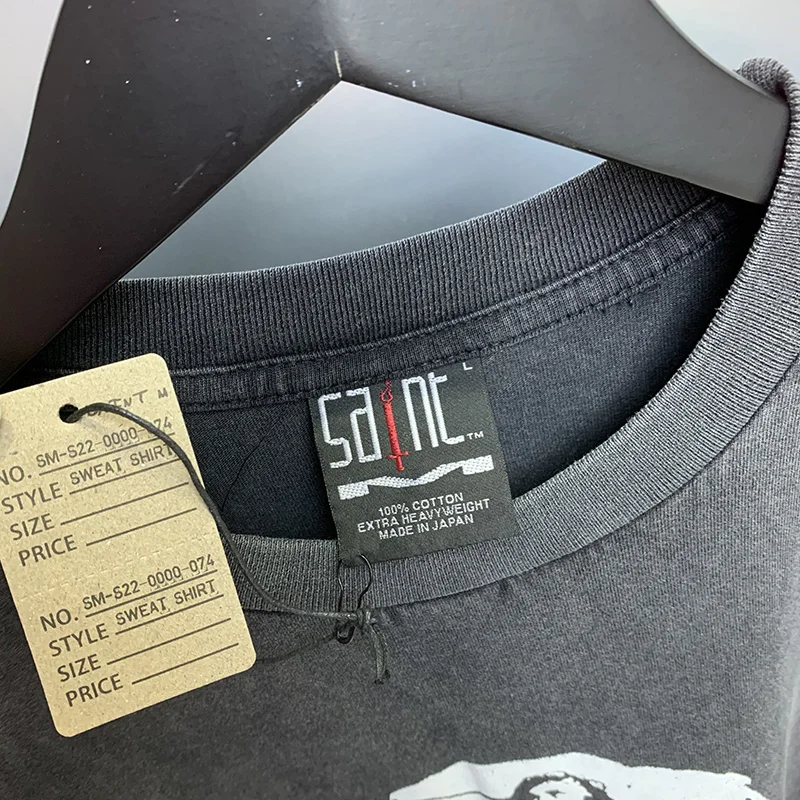 SAINT M
NO. SM-S22-0000-074
STYLE SWEAT SHIRT
SIZE
PRICE
NO. SM-S22-0000-074
STYLE SWEAT SHIRT
SIZE
PRICE
L
saint™
100% COTTON
EXTRA HEAVYWEIGHT
MADE IN JAPAN